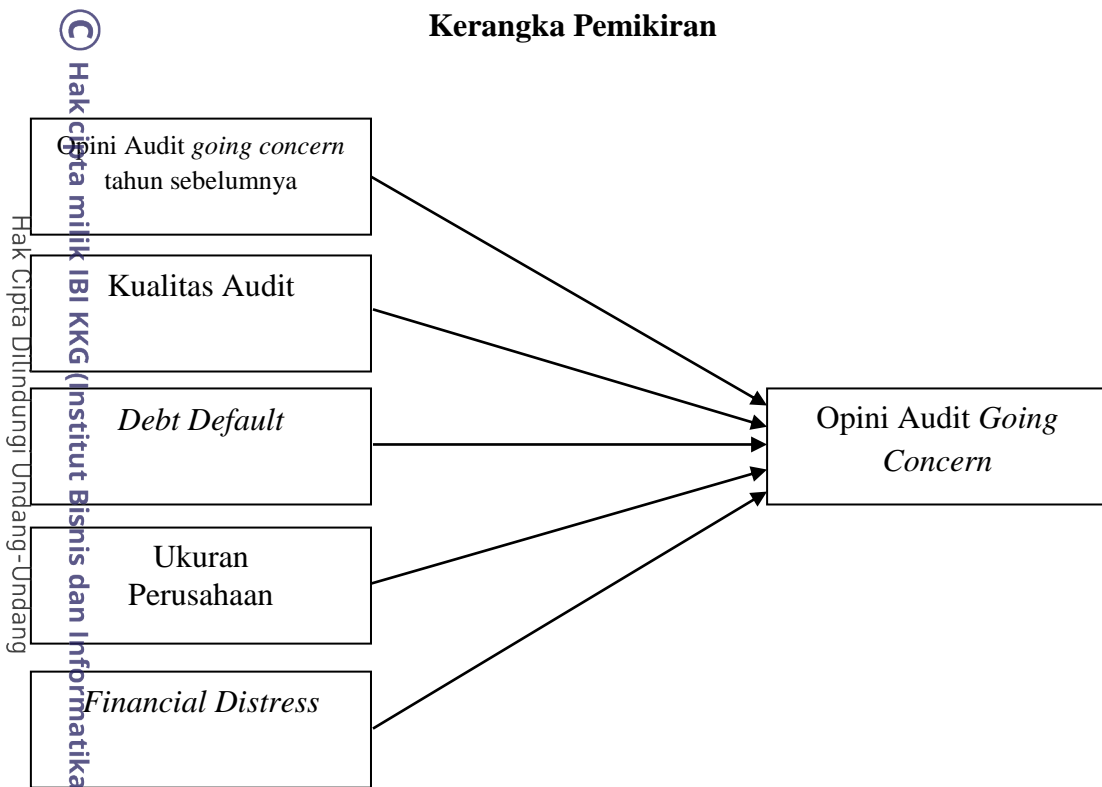 Kerangka Pemikiran
© Hak cipta milik IBI KKG (Institut Bisnis dan Informatika
Hak Cipta Dilindungi Undang-Undang
Opini Audit going concern
tahun sebelumnya
Kualitas Audit
Debt Default
Ukuran
Perusahaan
Financial Distress
Opini Audit Going
Concern